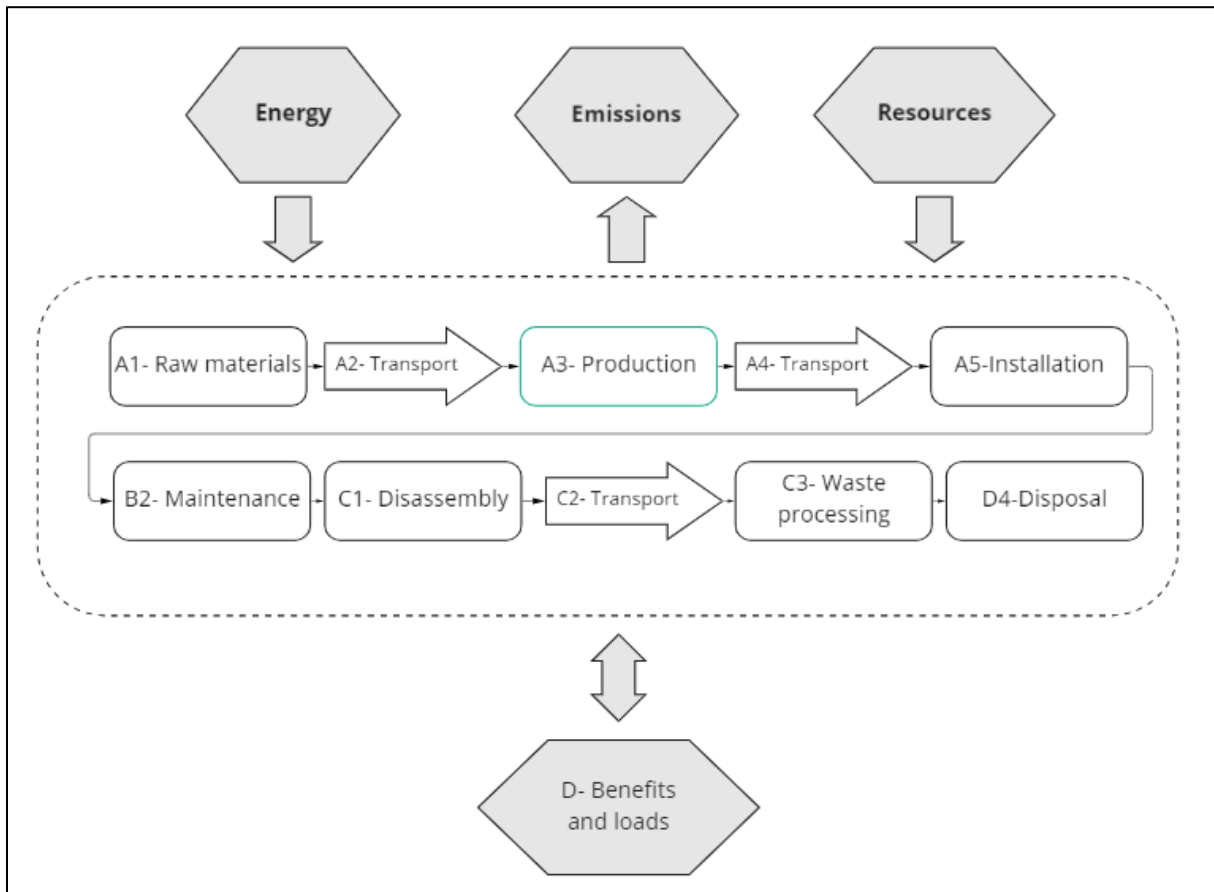 Energy
Emissions
Resources
A1- Raw materials
A2- Transport
A3- Production
A4- Transport
A5-Installation
B2- Maintenance
C1- Disassembly
C2- Transport
C3- Waste
processing
D4-Disposal
D- Benefits
and loads